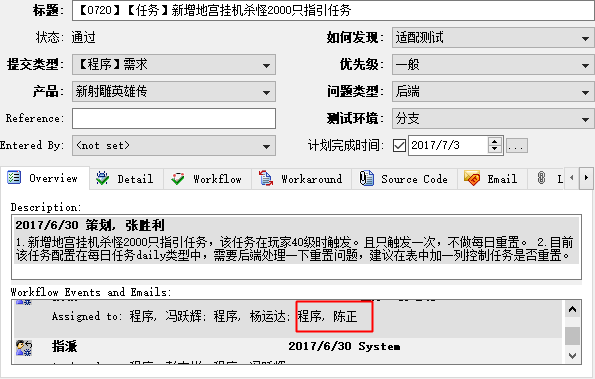 标题: 【0720】【任务】新增地宫挂机杀怪2000只指引任务
状态: 通过 如何发现: 适配测试
提交类型: 【程序】需求 优先级: 一般
产品: 新射雕英雄传 问题类型: 后端
Reference: 测试环境: 分支
Entered By: <not set> 计划完成时间: 2017/7/3 ...
Overview Detail Workflow Workaround Source Code Email L
Description:
2017/6/30 策划, 张胜利
1.新增地宫挂机杀怪2000只指引任务，该任务在玩家40级时触发。且只触发一次，不做每日重置。 2.目前
该任务配置在每日任务daily类型中，需要后端处理一下重置问题，建议在表中加一列控制任务是否重置。
Workflow Events and Emails:
Assigned to: 程序, 冯跃辉; 程序, 杨运达; 程序, 陈正
指派 2017/6/30 System